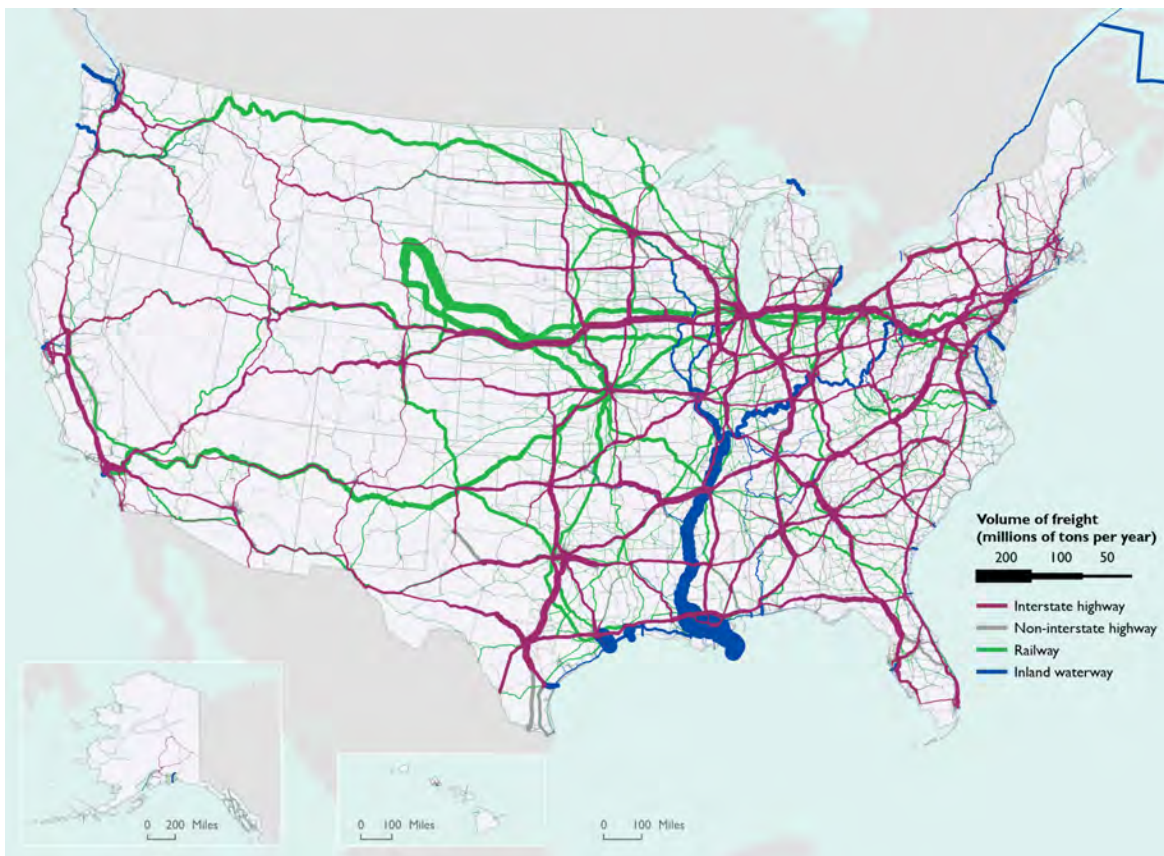 Volume of freight
(millions of tons per year)
200 100 50
Interstate highway
Non-interstate highway
Railway
Inland waterway
0 200 Miles
0 100 Miles
0 100 Miles